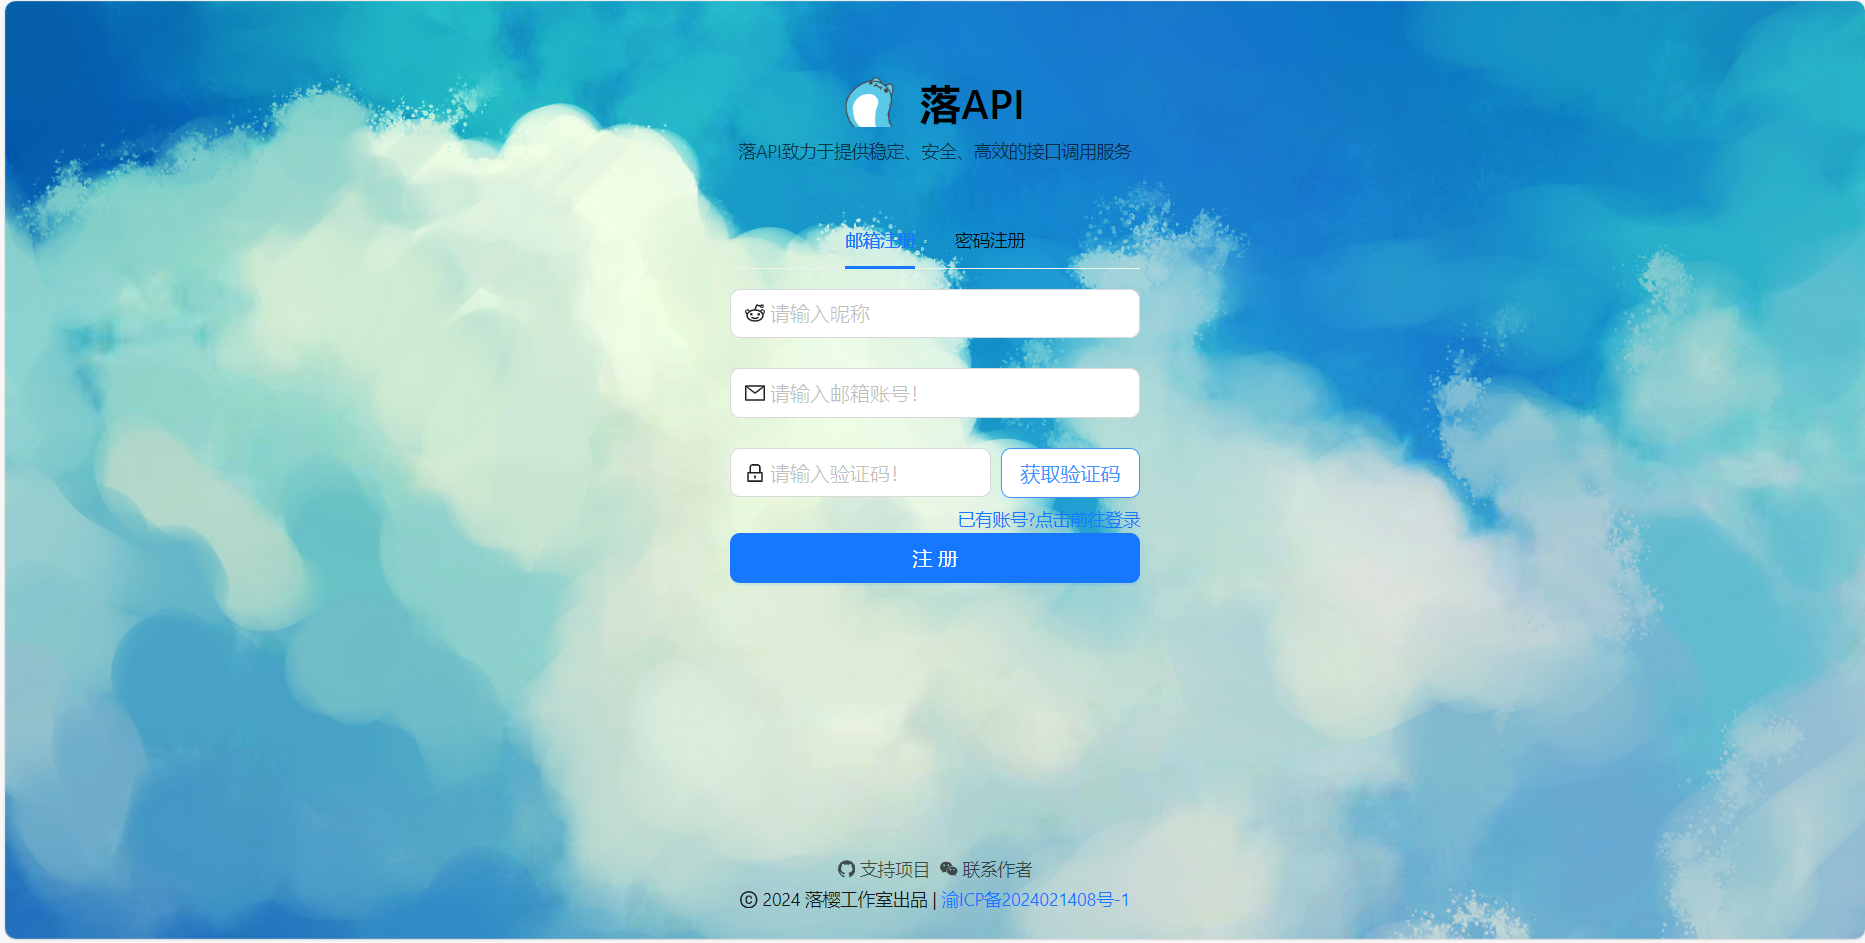 落API
落API致力于提供稳定、安全、高效的接口调用服务
邮箱注册 密码注册
请输入昵称
请输入邮箱账号!
请输入验证码! 获取验证码
已有账号?点击前往登录
注 册
支持项目 联系作者
© 2024 落樱工作室出品 | 渝ICP备2024021408号-1